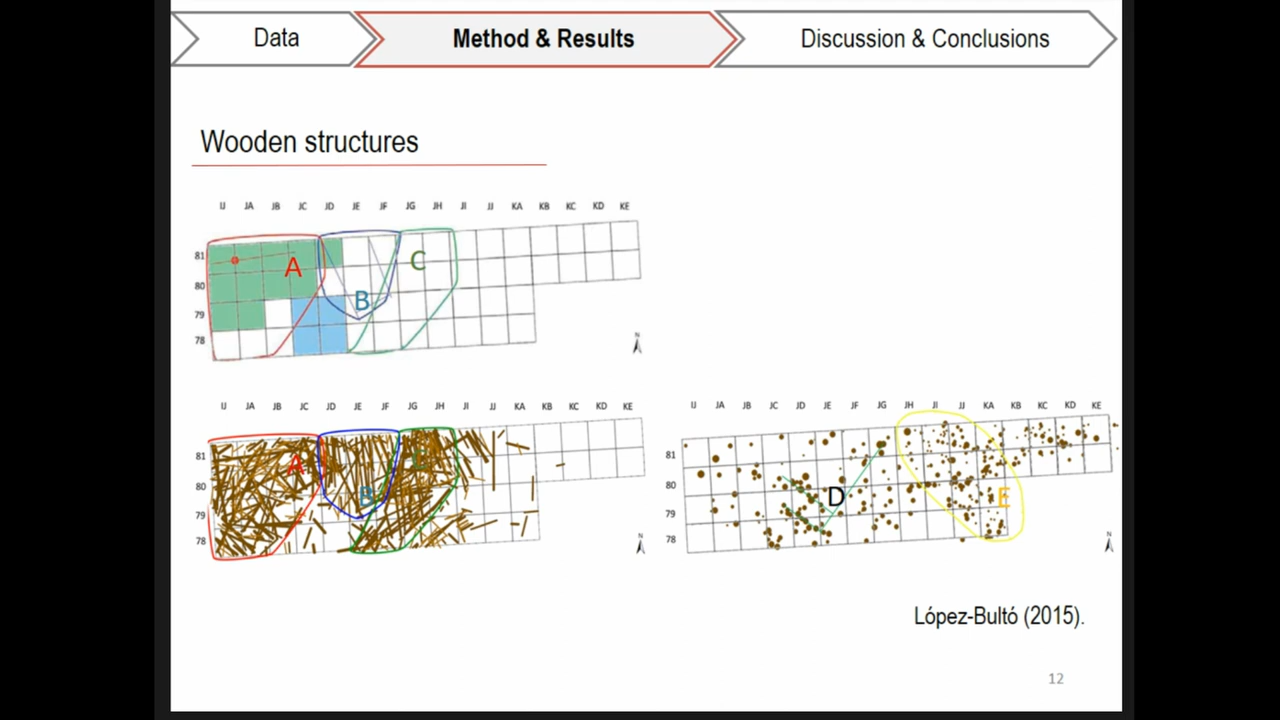 Data
Method & Results
Discussion & Conclusions
Wooden structures
IJ JA JB JC JD JE JF JG JH JI JJ KA KB KC KD KE
81
80
79
78
A
B
C
N
IJ JA JB JC JD JE JF JG JH JI JJ KA KB KC KD KE
81
80
79
78
A
B
N
IJ JA JB JC JD JE JF JG JH JI JJ KA KB KC KD KE
81
80
79
78
D
E
N
López-Bultó (2015).
12